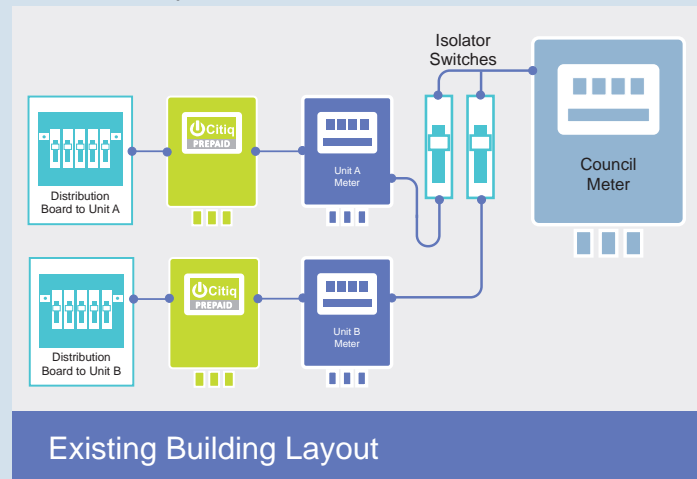 Isolator
Switches
Citiq
PREPAID
Unit A
Meter
Council
Meter
Distribution
Board to Unit A
Citiq
PREPAID
Unit B
Meter
Distribution
Board to Unit B
Existing Building Layout